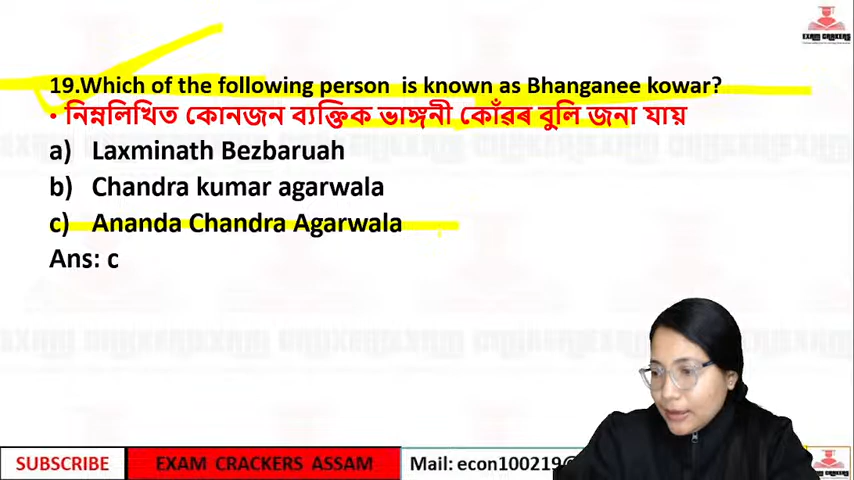 EXAM CRACKERS
19.Which of the following person is known as Bhanganee kowar?
• নিম্নলিখিত কোনজন ব্যক্তিক ভাঙ্গনী কোঁৱৰ বুলি জনা যায়
a) Laxminath Bezbaruah
b) Chandra kumar agarwala
c) Ananda Chandra Agarwala
Ans: c
SUBSCRIBE EXAM CRACKERS ASSAM Mail: econ100219@